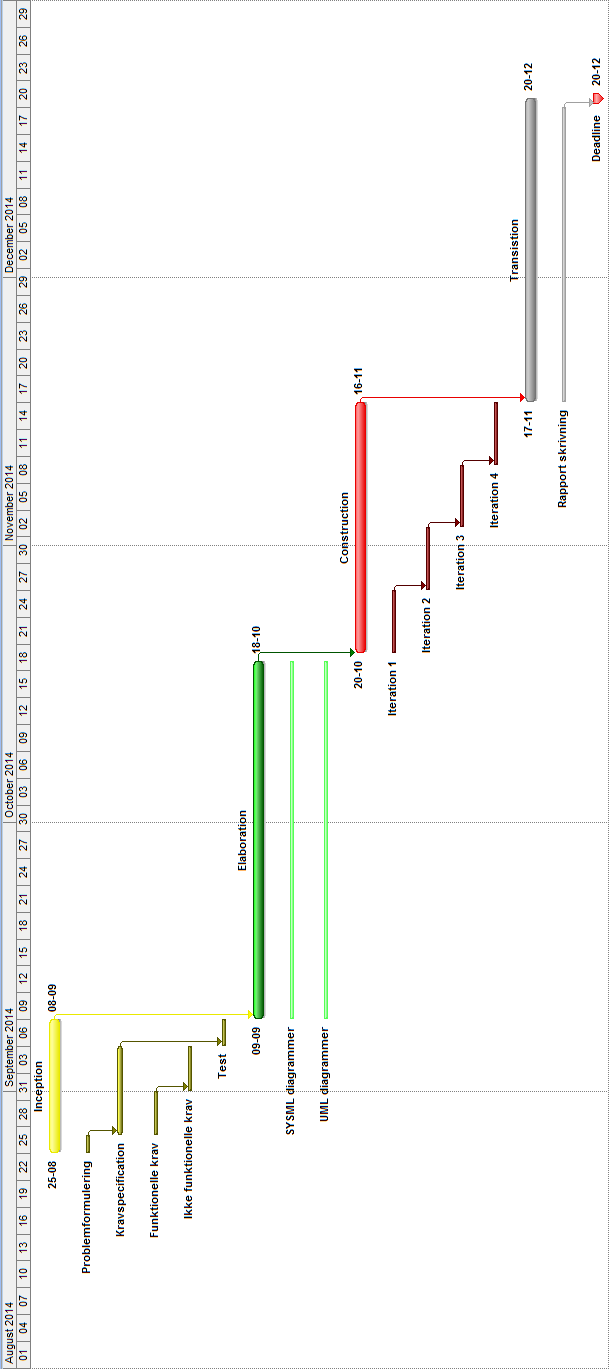 August 2014 September 2014 October 2014 November 2014 December 2014
01 04 07 10 13 16 19 22 25 28 31 03 06 09 12 15 18 21 24 27 30 03 06 09 12 15 18 21 24 27 30 02 05 08 11 14 17 20 23 26 29 02 05 08 11 14 17 20 23 26 29
Inception
25-08 08-09
Problemformulering
Kravspecification
Funktionelle krav
Ikke funktionelle krav
Test
Elaboration
09-09 18-10
SYSML diagrammer
UML diagrammer
Construction
20-10 16-11
Iteration 1
Iteration 2
Iteration 3
Iteration 4
Transistion
17-11 20-12
Rapport skrivning
Deadline 20-12